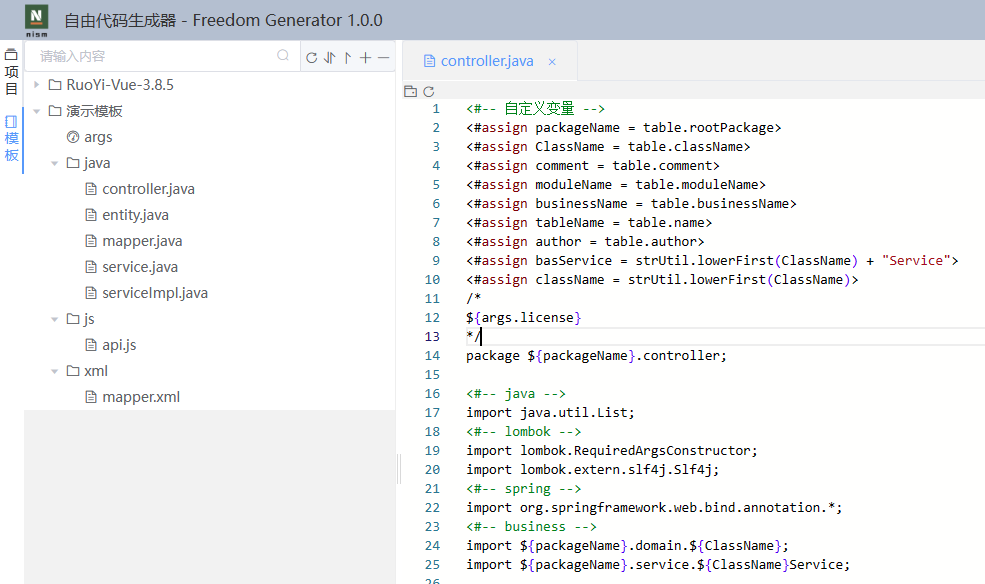 N
nism
自由代码生成器 - Freedom Generator 1.0.0
项目
模板
请输入内容
RuoYi-Vue-3.8.5
演示模板
args
java
controller.java
entity.java
mapper.java
service.java
serviceImpl.java
js
api.js
xml
mapper.xml
controller.java ×
1 <#-- 自定义变量 -->
2 <#assign packageName = table.rootPackage>
3 <#assign ClassName = table.className>
4 <#assign comment = table.comment>
5 <#assign moduleName = table.moduleName>
6 <#assign businessName = table.businessName>
7 <#assign tableName = table.name>
8 <#assign author = table.author>
9 <#assign basService = strUtil.lowerFirst(ClassName) + "Service">
10 <#assign className = strUtil.lowerFirst(ClassName)>
11 /*
12 ${args.license}
13 */
14 package ${packageName}.controller;
15
16 <#-- java -->
17 import java.util.List;
18 <#-- lombok -->
19 import lombok.RequiredArgsConstructor;
20 import lombok.extern.slf4j.Slf4j;
21 <#-- spring -->
22 import org.springframework.web.bind.annotation.*;
23 <#-- business -->
24 import ${packageName}.domain.${ClassName};
25 import ${packageName}.service.${ClassName}Service;
26